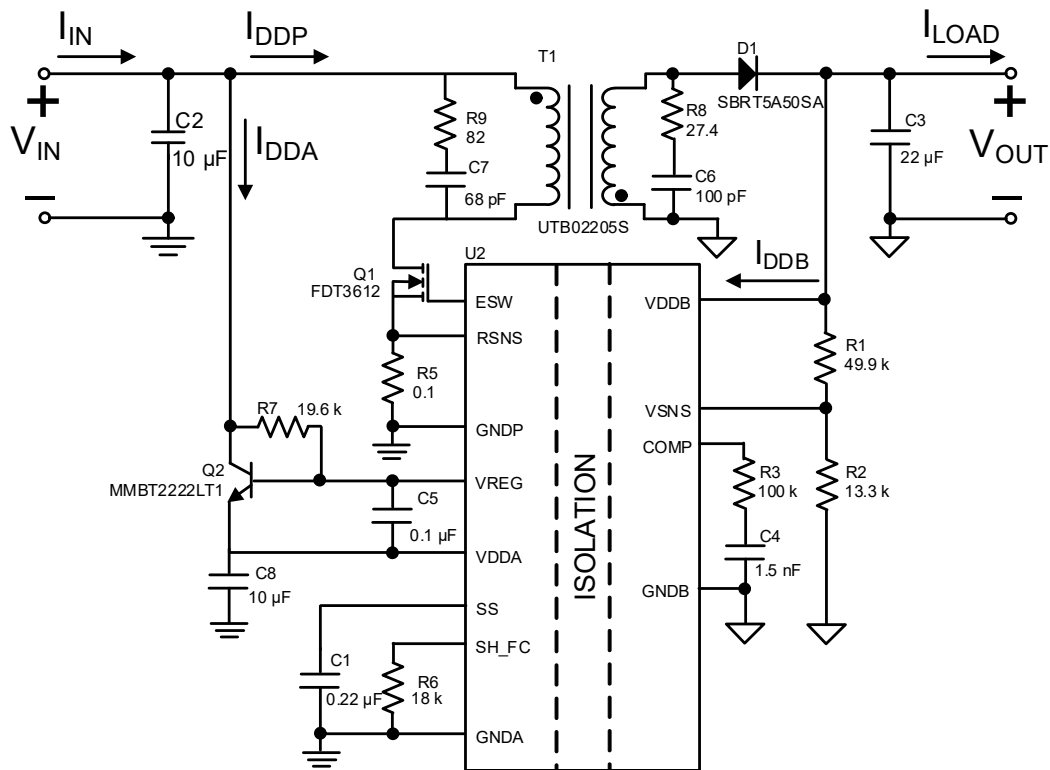 I_IN
I_DDP
T1
D1
I_LOAD
SBRT5A50SA
+
V_IN
−
C2
10 µF
I_DDA
R9
82
C7
68 pF
R8
27.4
C6
100 pF
C3
22 µF
+
V_OUT
−
UTB02205S
U2
Q1
FDT3612
I_DDB
ESW
VDDB
RSNS
R5
0.1
R1
49.9 k
GNDP
VSNS
R7
19.6 k
COMP
Q2
MMBT2222LT1
VREG
R3
100 k
R2
13.3 k
C5
0.1 µF
ISOLATION
VDDA
C4
1.5 nF
C8
10 µF
GNDB
SS
SH_FC
C1
0.22 µF
R6
18 k
GNDA